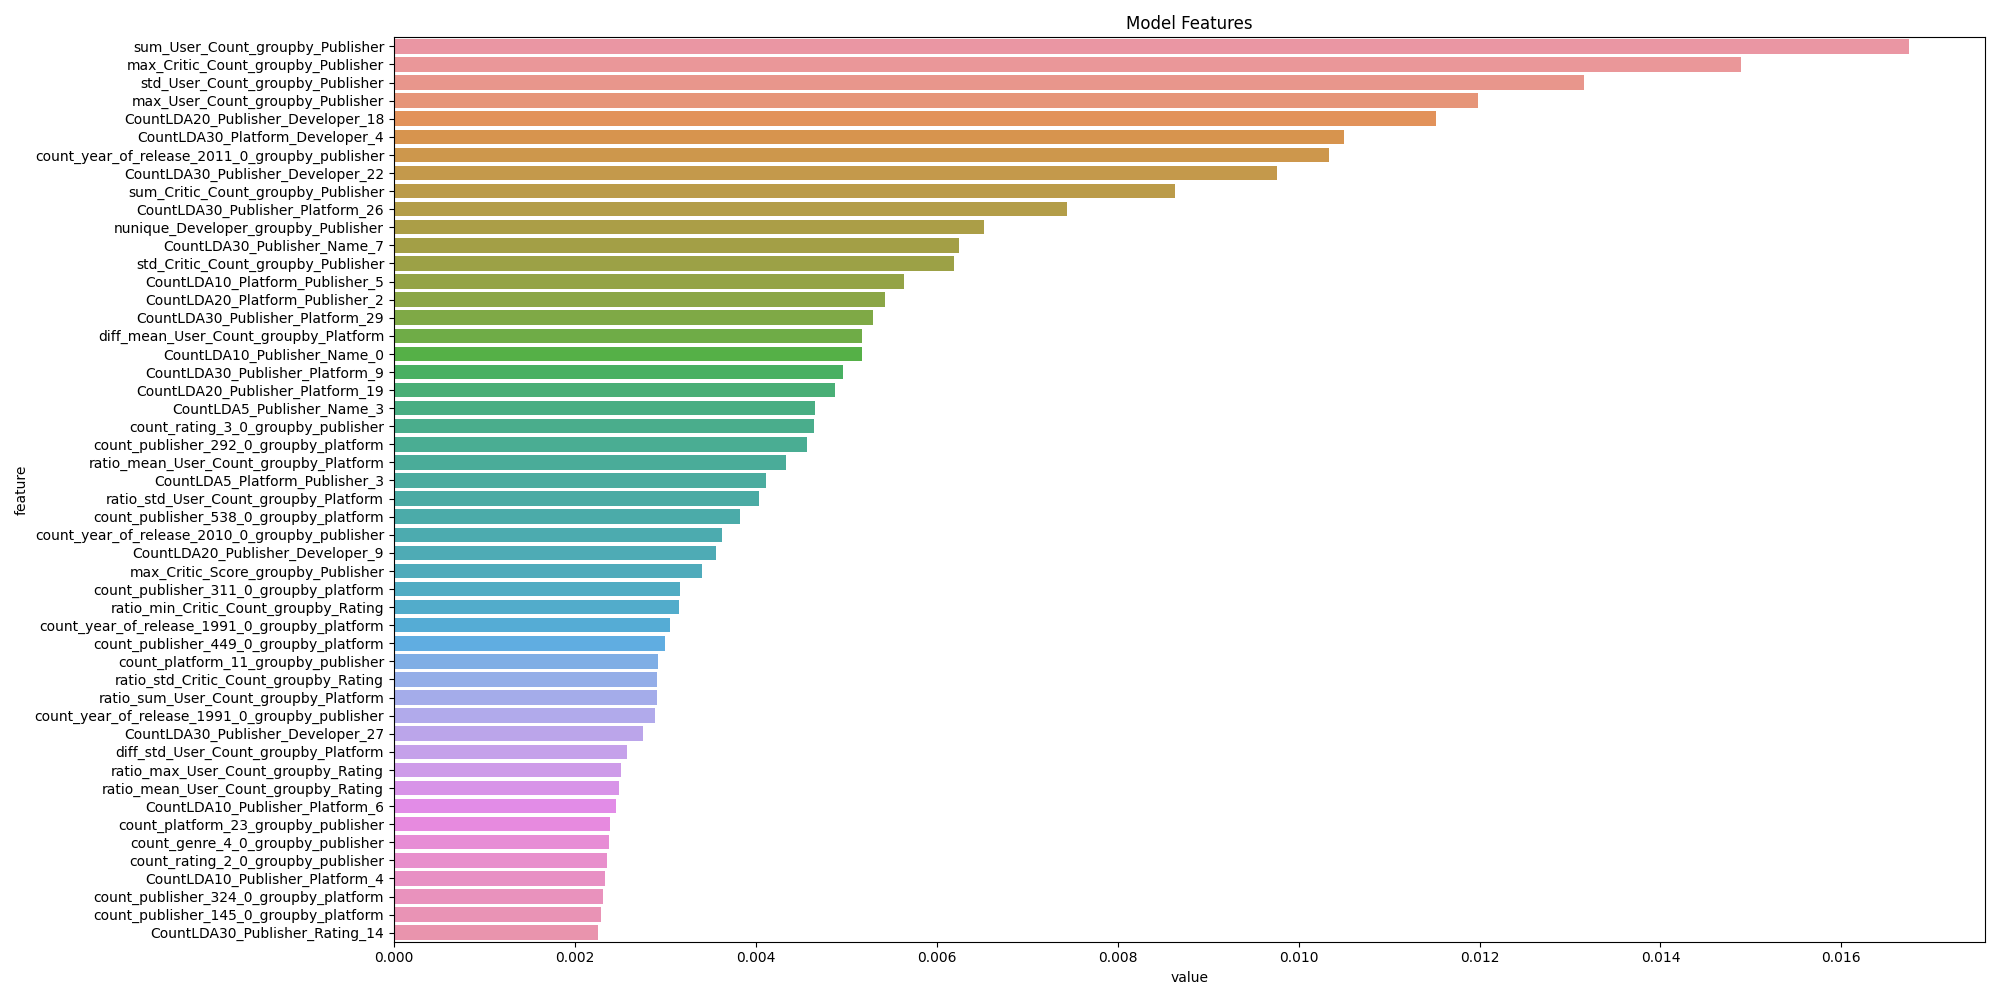 Model Features
sum_User_Count_groupby_Publisher
max_Critic_Count_groupby_Publisher
std_User_Count_groupby_Publisher
max_User_Count_groupby_Publisher
CountLDA20_Publisher_Developer_18
CountLDA30_Platform_Developer_4
count_year_of_release_2011_0_groupby_publisher
CountLDA30_Publisher_Developer_22
sum_Critic_Count_groupby_Publisher
CountLDA30_Publisher_Platform_26
nunique_Developer_groupby_Publisher
CountLDA30_Publisher_Name_7
std_Critic_Count_groupby_Publisher
CountLDA10_Platform_Publisher_5
CountLDA20_Platform_Publisher_2
CountLDA30_Publisher_Platform_29
diff_mean_User_Count_groupby_Platform
CountLDA10_Publisher_Name_0
CountLDA30_Publisher_Platform_9
CountLDA20_Publisher_Platform_19
CountLDA5_Publisher_Name_3
count_rating_3_0_groupby_publisher
count_publisher_292_0_groupby_platform
ratio_mean_User_Count_groupby_Platform
CountLDA5_Platform_Publisher_3
ratio_std_User_Count_groupby_Platform
count_publisher_538_0_groupby_platform
count_year_of_release_2010_0_groupby_publisher
CountLDA20_Publisher_Developer_9
max_Critic_Score_groupby_Publisher
count_publisher_311_0_groupby_platform
ratio_min_Critic_Count_groupby_Rating
count_year_of_release_1991_0_groupby_platform
count_publisher_449_0_groupby_platform
count_platform_11_groupby_publisher
ratio_std_Critic_Count_groupby_Rating
ratio_sum_User_Count_groupby_Platform
count_year_of_release_1991_0_groupby_publisher
CountLDA30_Publisher_Developer_27
diff_std_User_Count_groupby_Platform
ratio_max_User_Count_groupby_Rating
ratio_mean_User_Count_groupby_Rating
CountLDA10_Publisher_Platform_6
count_platform_23_groupby_publisher
count_genre_4_0_groupby_publisher
count_rating_2_0_groupby_publisher
CountLDA10_Publisher_Platform_4
count_publisher_324_0_groupby_platform
count_publisher_145_0_groupby_platform
CountLDA30_Publisher_Rating_14
feature
0.000 0.002 0.004 0.006 0.008 0.010 0.012 0.014 0.016
value